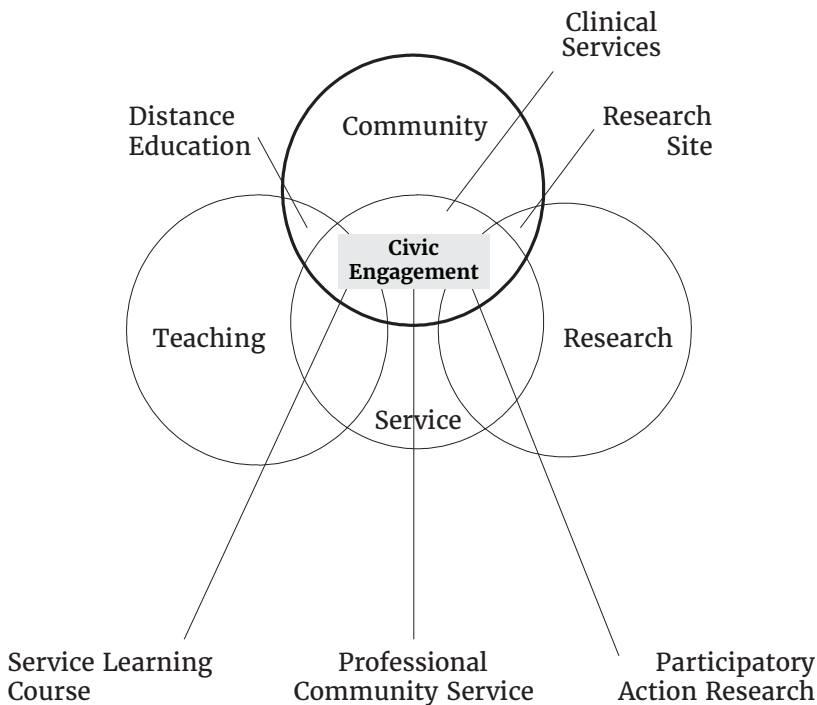 Clinical
Services
Distance
Education
Community
Research
Site
Civic
Engagement
Teaching
Research
Service
Service Learning
Course
Professional
Community Service
Participatory
Action Research